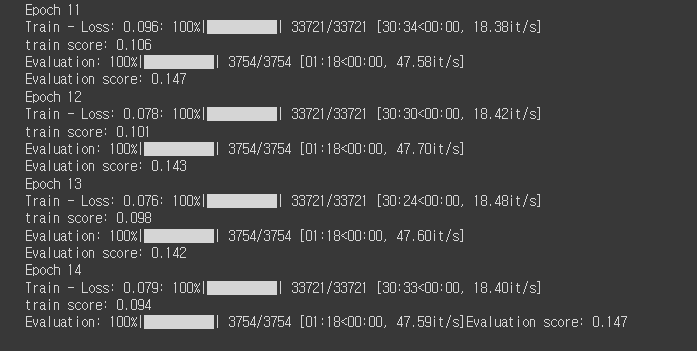 Epoch 11
Train - Loss: 0.096: 100%|██████████| 33721/33721 [30:34<00:00, 18.38it/s]
train score: 0.106
Evaluation: 100%|██████████| 3754/3754 [01:18<00:00, 47.58it/s]
Evaluation score: 0.147
Epoch 12
Train - Loss: 0.078: 100%|██████████| 33721/33721 [30:30<00:00, 18.42it/s]
train score: 0.101
Evaluation: 100%|██████████| 3754/3754 [01:18<00:00, 47.70it/s]
Evaluation score: 0.143
Epoch 13
Train - Loss: 0.076: 100%|██████████| 33721/33721 [30:24<00:00, 18.48it/s]
train score: 0.098
Evaluation: 100%|██████████| 3754/3754 [01:18<00:00, 47.60it/s]
Evaluation score: 0.142
Epoch 14
Train - Loss: 0.079: 100%|██████████| 33721/33721 [30:33<00:00, 18.40it/s]
train score: 0.094
Evaluation: 100%|██████████| 3754/3754 [01:18<00:00, 47.59it/s]Evaluation score: 0.147